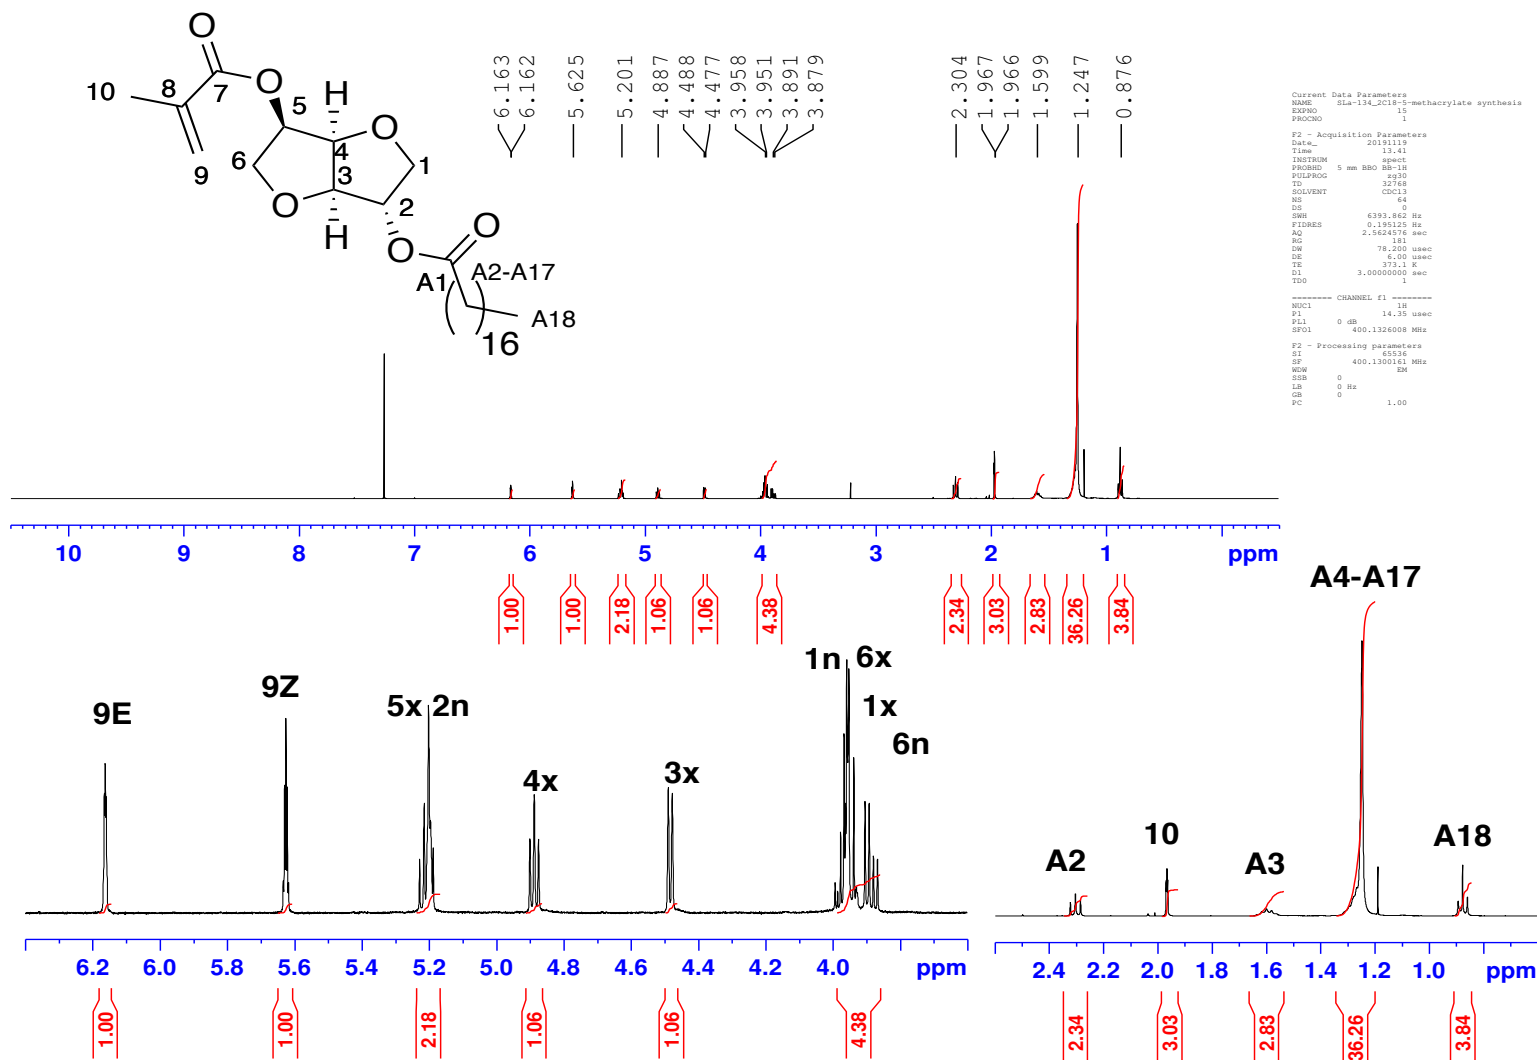 O
O
7
8
10
9
5
H
O
6
4
1
3
O
2
H
O
O
A1
A2-A17
A18
16
6.163
6.162
5.625
5.201
4.887
4.488
4.477
3.958
3.951
3.891
3.879
2.304
1.967
1.966
1.599
1.247
0.876
Current Data Parameters
NAME SLa-134_2C18-5-methacrylate synthesis
EXPNO 15
PROCNO 1
F2 - Acquisition Parameters
Date_ 20191119
Time 13.41
INSTRUM spect
PROBHD 5 mm BBO BB-1H
PULPROG zg30
TD 32768
SOLVENT CDCl3
NS 64
DS 0
SWH 6393.862 Hz
FIDRES 0.195125 Hz
AQ 2.5624576 sec
RG 181
DW 78.200 usec
DE 6.00 usec
TE 373.1 K
D1 3.00000000 sec
TD0 1
======== CHANNEL f1 ========
NUC1 1H
P1 14.35 usec
PL1 0 dB
SFO1 400.1326008 MHz
F2 - Processing parameters
SI 65536
SF 400.1300161 MHz
WDW EM
SSB 0
LB 0 Hz
GB 0
PC 1.00
10 9 8 7 6 5 4 3 2 1 ppm
1.00 1.00 2.18 1.06 1.06 4.38 2.34 3.03 2.83 36.26 3.84
9E
9Z
5x 2n
4x
3x
1n 6x
1x
6n
6.2 6.0 5.8 5.6 5.4 5.2 5.0 4.8 4.6 4.4 4.2 4.0 ppm
1.00 1.00 2.18 1.06 1.06 4.38
A4-A17
A2
10
A3
A18
2.4 2.2 2.0 1.8 1.6 1.4 1.2 1.0 ppm
2.34 3.03 2.83 36.26 3.84